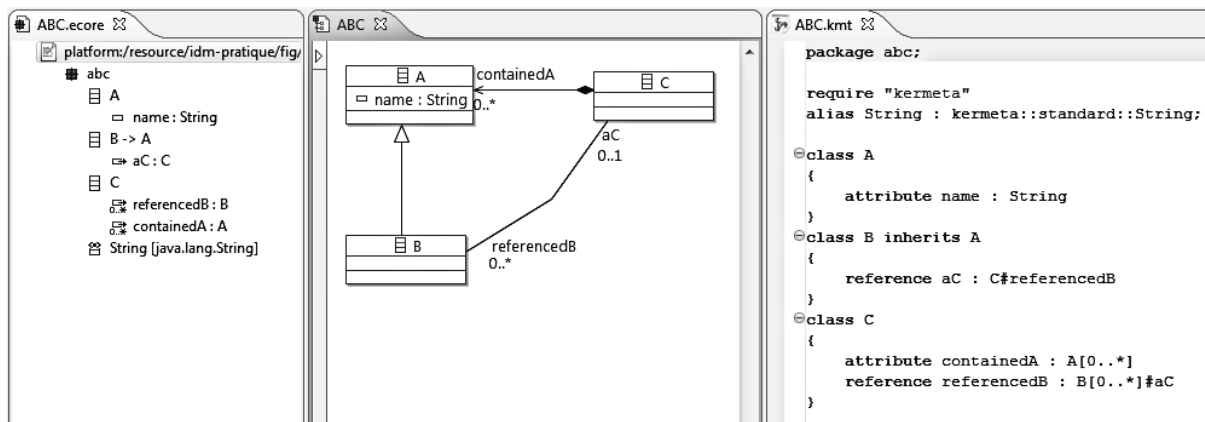 ABC.ecore
platform:/resource/idm-pratique/fig/
abc
A
name : String
B -> A
aC : C
C
0..* referencedB : B
0..* containedA : A
String [java.lang.String]
ABC
A
name : String
containedA
0..*
C
aC
0..1
B
referencedB
0..*
ABC.kmt
package abc;
require "kermeta"
alias String : kermeta::standard::String;
class A
{
attribute name : String
}
class B inherits A
{
reference aC : C#referencedB
}
class C
{
attribute containedA : A[0..*]
reference referencedB : B[0..*]#aC
}